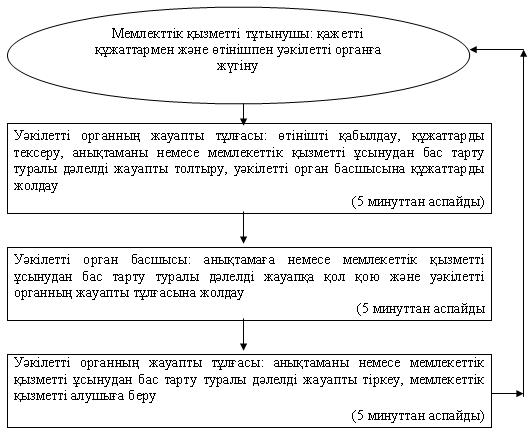 Мемлекттік қызметті тұтынушы: қажетті
құжаттармен және өтінішпен уәкілетті органға
жүгіну
Уәкілетті органның жауапты тұлғасы: өтінішті қабылдау, құжаттарды
тексеру, анықтаманы немесе мемлекеттік қызметті ұсынудан бас тарту
туралы дәлелді жауапты толтыру, уәкілетті орган басшысына құжаттарды
жолдау
(5 минуттан аспайды)
Уәкілетті орган басшысы: анықтамаға немесе мемлекеттік қызметті
ұсынудан бас тарту туралы дәлелді жауапқа қол қою және уәкілетті
органның жауапты тұлғасына жолдау
(5 минуттан аспайды
Уәкілетті органның жауапты тұлғасы: анықтаманы немесе мемлекеттік
қызметті ұсынудан бас тарту туралы дәлелді жауапты тіркеу, мемлекеттік
қызметті алушыға беру
(5 минуттан аспайды)